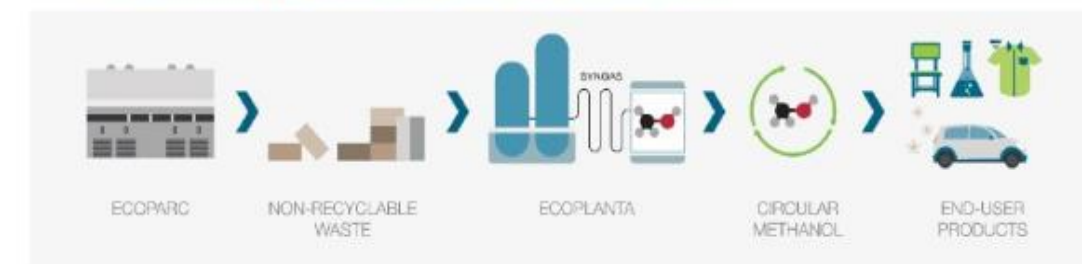 SYNGAS
ECOPARC
NON-RECYCLABLE
WASTE
ECOPLANTA
CIRCULAR
METHANOL
END-USER
PRODUCTS